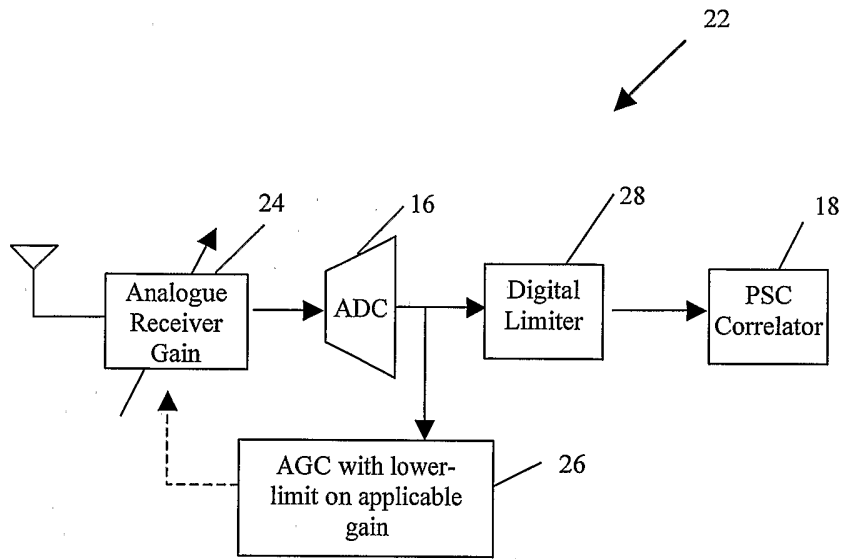 22
24
16
28
18
Analogue
Receiver
Gain
ADC
Digital
Limiter
PSC
Correlator
AGC with lower-
limit on applicable
gain
26